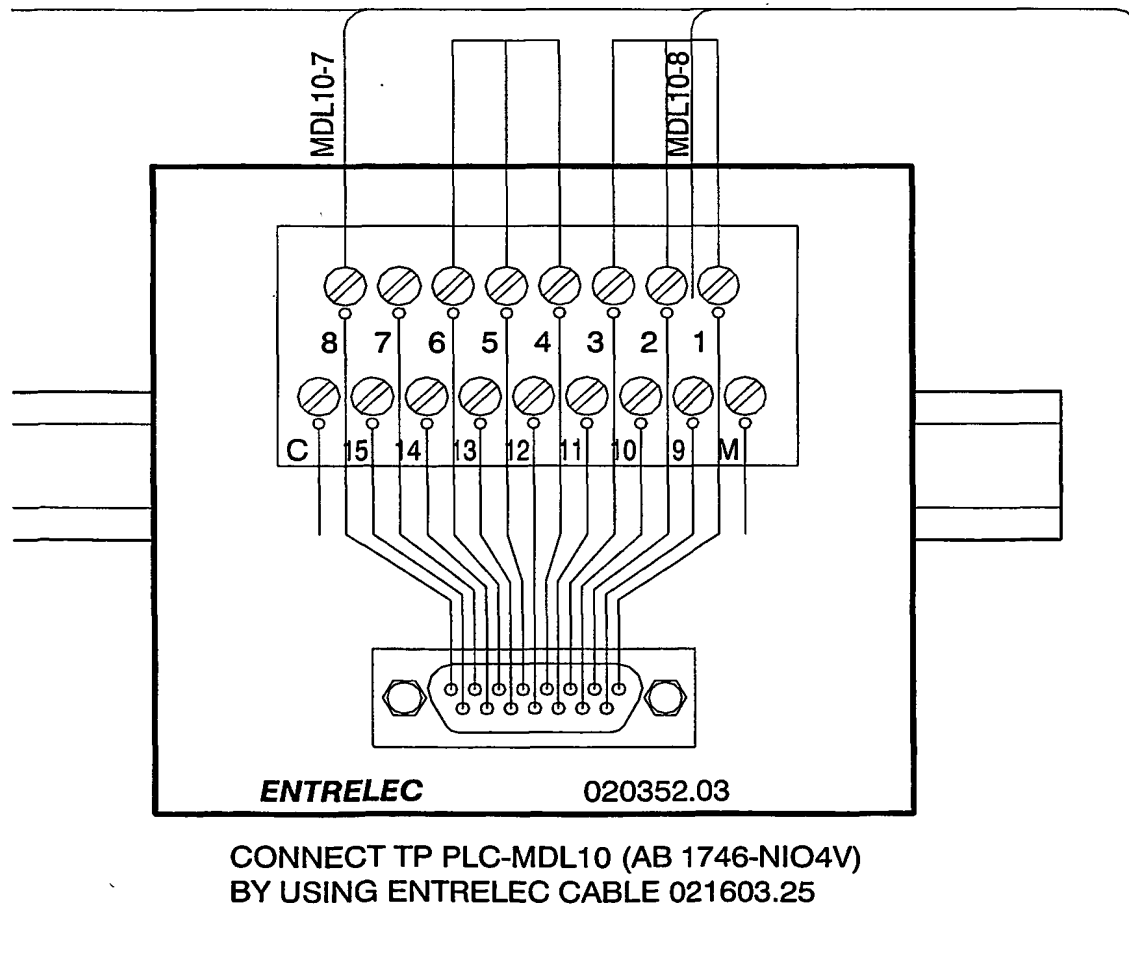 MDL10-7
MDL10-8
8 7 6 5 4 3 2 1
C 15 14 13 12 11 10 9 M
ENTRELEC 020352.03
CONNECT TP PLC-MDL10 (AB 1746-NIO4V)
BY USING ENTRELEC CABLE 021603.25